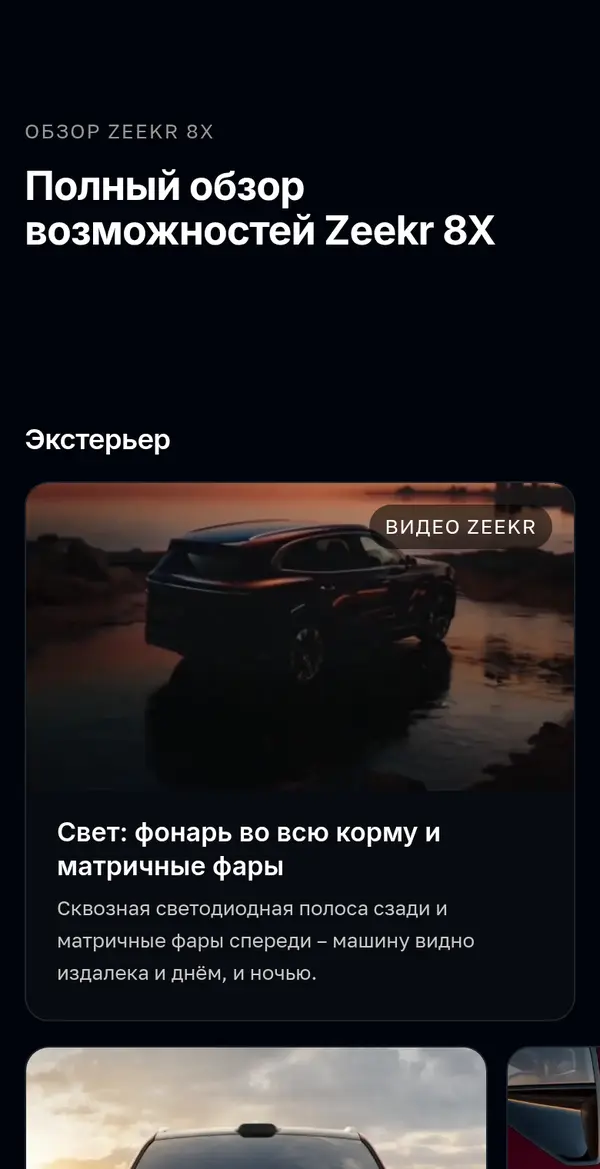 ОБЗОР ZEEKR 8X
Полный обзор
возможностей Zeekr 8X
Экстерьер
ВИДЕО ZEEKR
Свет: фонарь во всю корму и
матричные фары
Сквозная светодиодная полоса сзади и
матричные фары спереди – машину видно
издалека и днём, и ночью.